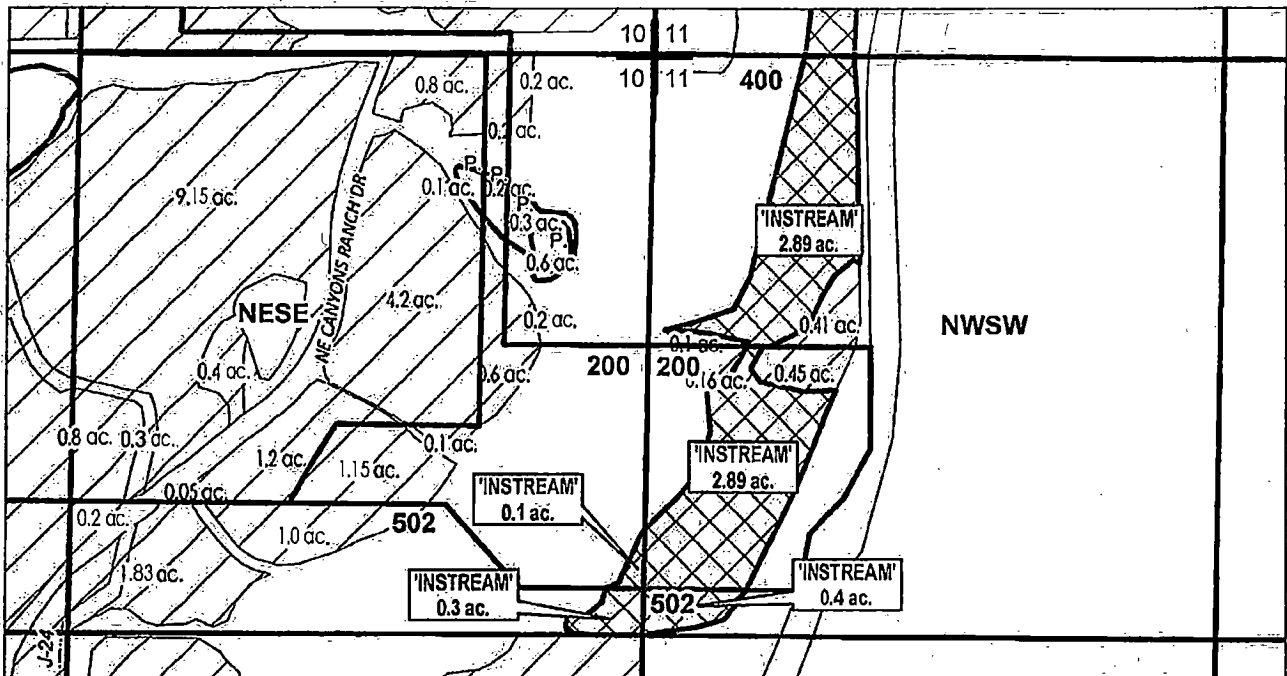 10 11
10 11
400
0.8 ac.
0.2 ac.
0.2 ac.
P
P
9.15 ac.
0.1 ac.
0.2 ac.
P
0.3 ac.
P
0.6 ac.
'INSTREAM'
2.89 ac.
NE CANYONS RANCH DR
4.2 ac.
NESE
0.2 ac.
0.41 ac.
NWSW
0.1 ac.
200
200
0.4 ac.
0.6 ac.
0.16 ac.
0.45 ac.
0.8 ac.
0.3 ac.
0.1 ac.
1.2 ac.
1.15 ac.
'INSTREAM'
2.89 ac.
'INSTREAM'
0.1 ac.
0.05 ac.
0.2 ac.
502
1.0 ac.
1.83 ac.
'INSTREAM'
0.3 ac.
502
'INSTREAM'
0.4 ac.
J-24